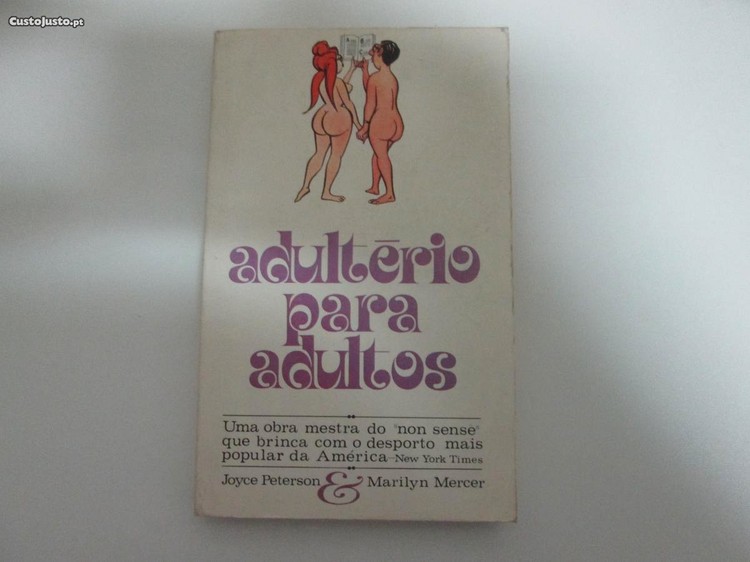 CustoJusto.pt
adultério
para
adultos
Uma obra mestra do "non sense"
que brinca com o desporto mais
popular da América—New York Times
Joyce Peterson & Marilyn Mercer